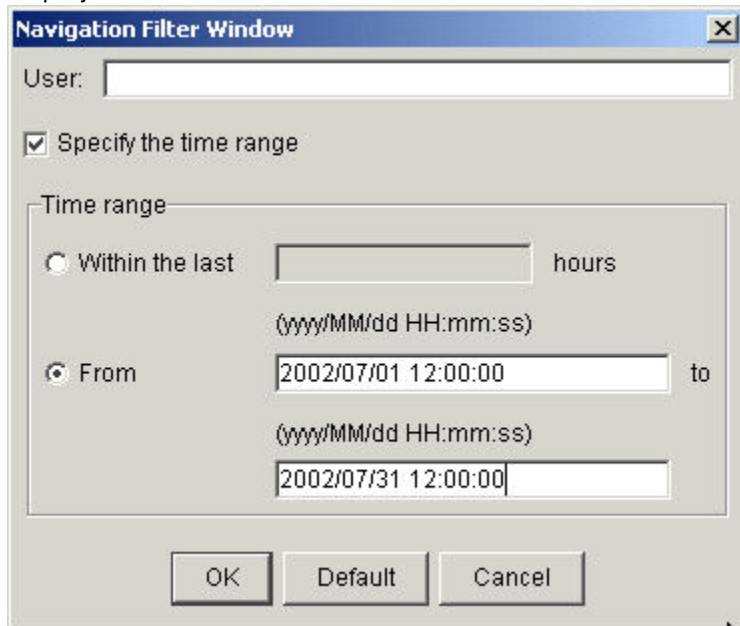 Navigation Filter Window
User:
Specify the time range
Time range
Within the last hours
(yyyy/MM/dd HH:mm:ss)
From 2002/07/01 12:00:00 to
(yyyy/MM/dd HH:mm:ss)
2002/07/31 12:00:00
OK Default Cancel